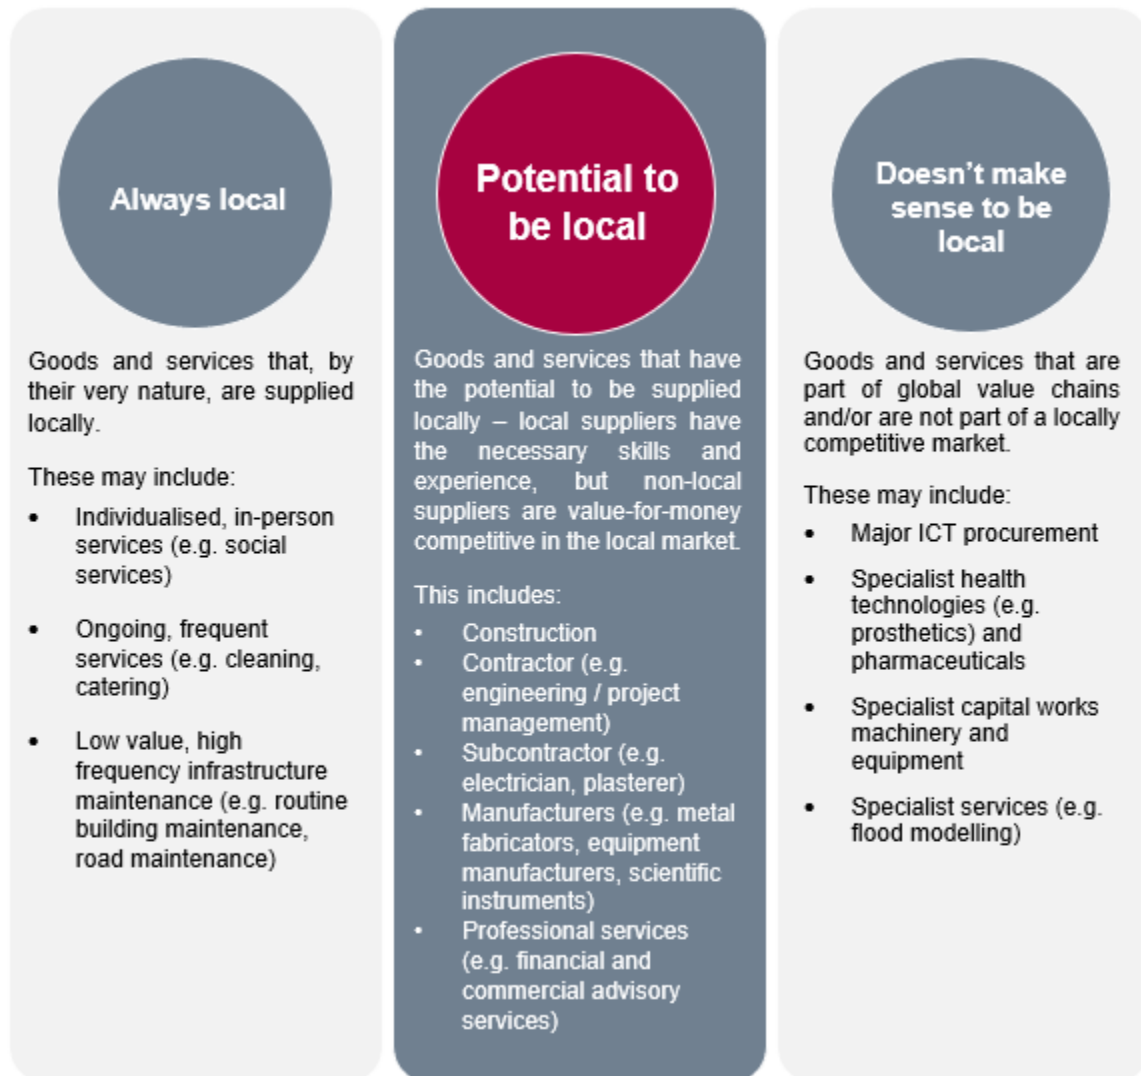 Always local
Goods and services that, by
their very nature, are supplied
locally.
These may include:
• Individualised, in-person
services (e.g. social
services)
• Ongoing, frequent
services (e.g. cleaning,
catering)
• Low value, high
frequency infrastructure
maintenance (e.g. routine
building maintenance,
road maintenance)
Potential to
be local
Goods and services that have
the potential to be supplied
locally – local suppliers have
the necessary skills and
experience, but non-local
suppliers are value-for-money
competitive in the local market.
This includes:
• Construction
• Contractor (e.g.
engineering / project
management)
• Subcontractor (e.g.
electrician, plasterer)
• Manufacturers (e.g. metal
fabricators, equipment
manufacturers, scientific
instruments)
• Professional services
(e.g. financial and
commercial advisory
services)
Doesn’t make
sense to be
local
Goods and services that are
part of global value chains
and/or are not part of a locally
competitive market.
These may include:
• Major ICT procurement
• Specialist health
technologies (e.g.
prosthetics) and
pharmaceuticals
• Specialist capital works
machinery and
equipment
• Specialist services (e.g.
flood modelling)